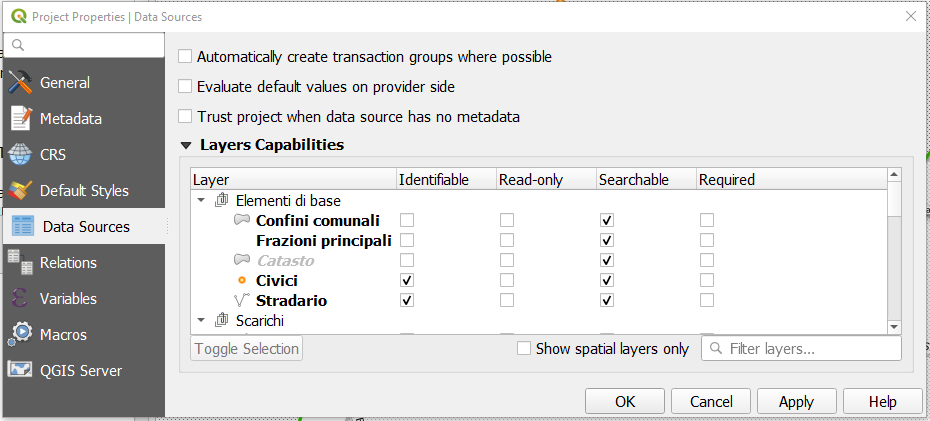 Project Properties | Data Sources
Automatically create transaction groups where possible
Evaluate default values on provider side
Trust project when data source has no metadata
Layers Capabilities
General
Metadata
CRS
Default Styles
Data Sources
Relations
Variables
Macros
QGIS Server
Layer Identifiable Read-only Searchable Required
Elementi di base
Confini comunali
Frazioni principali
Catasto
Civici
Stradario
Scarichi
Toggle Selection Show spatial layers only Filter layers...
OK Cancel Apply Help